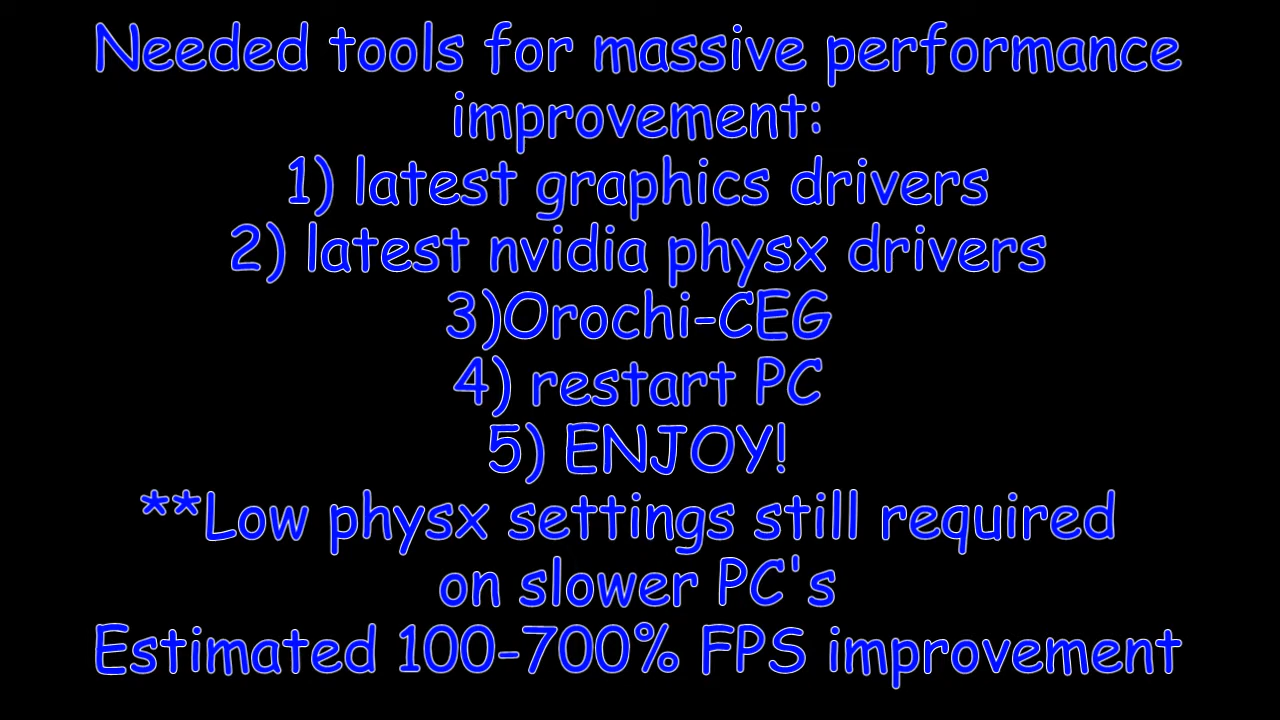 Needed tools for massive performance
improvement:
1) latest graphics drivers
2) latest nvidia physx drivers
3)Orochi-CEG
4) restart PC
5) ENJOY!
**Low physx settings still required
on slower PC's
Estimated 100-700% FPS improvement